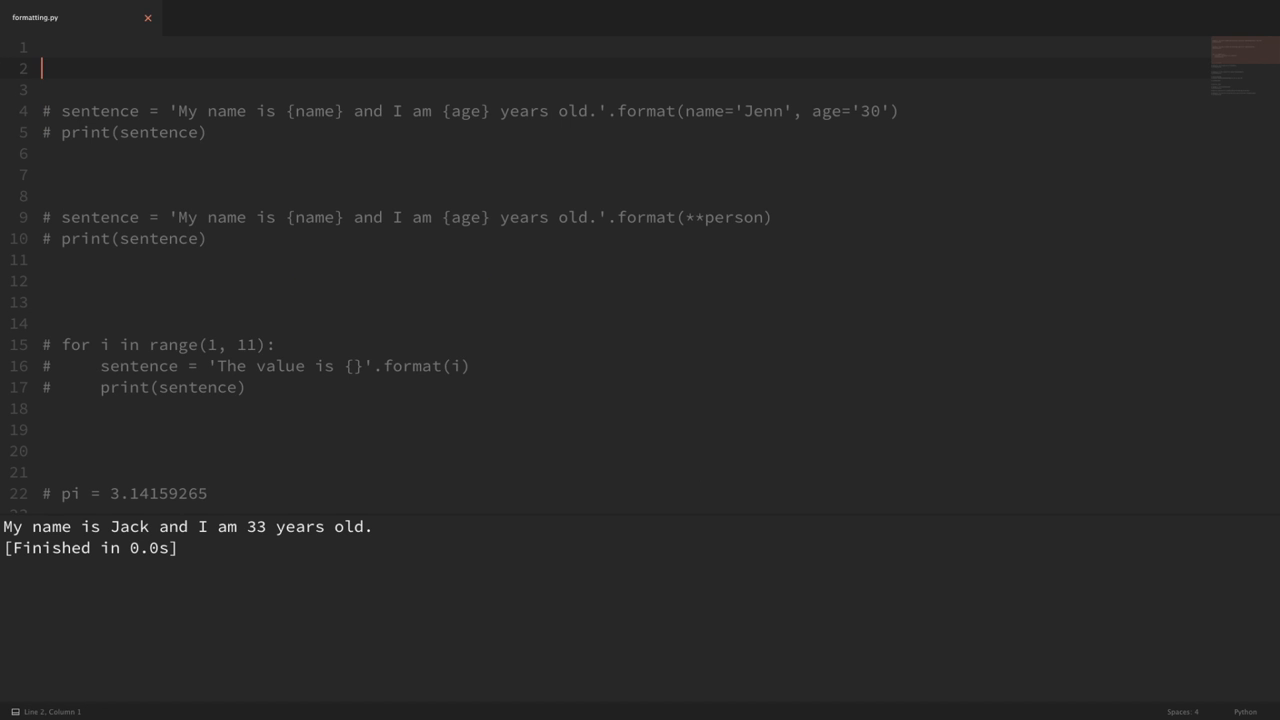 formatting.py
1
2
3
4 # sentence = 'My name is {name} and I am {age} years old.'.format(name='Jenn', age='30')
5 # print(sentence)
6
7
8
9 # sentence = 'My name is {name} and I am {age} years old.'.format(**person)
10 # print(sentence)
11
12
13
14
15 # for i in range(1, 11):
16 #     sentence = 'The value is {}'.format(i)
17 #     print(sentence)
18
19
20
21
22 # pi = 3.14159265
My name is Jack and I am 33 years old.
[Finished in 0.0s]
Line 2, Column 1
Spaces: 4
Python